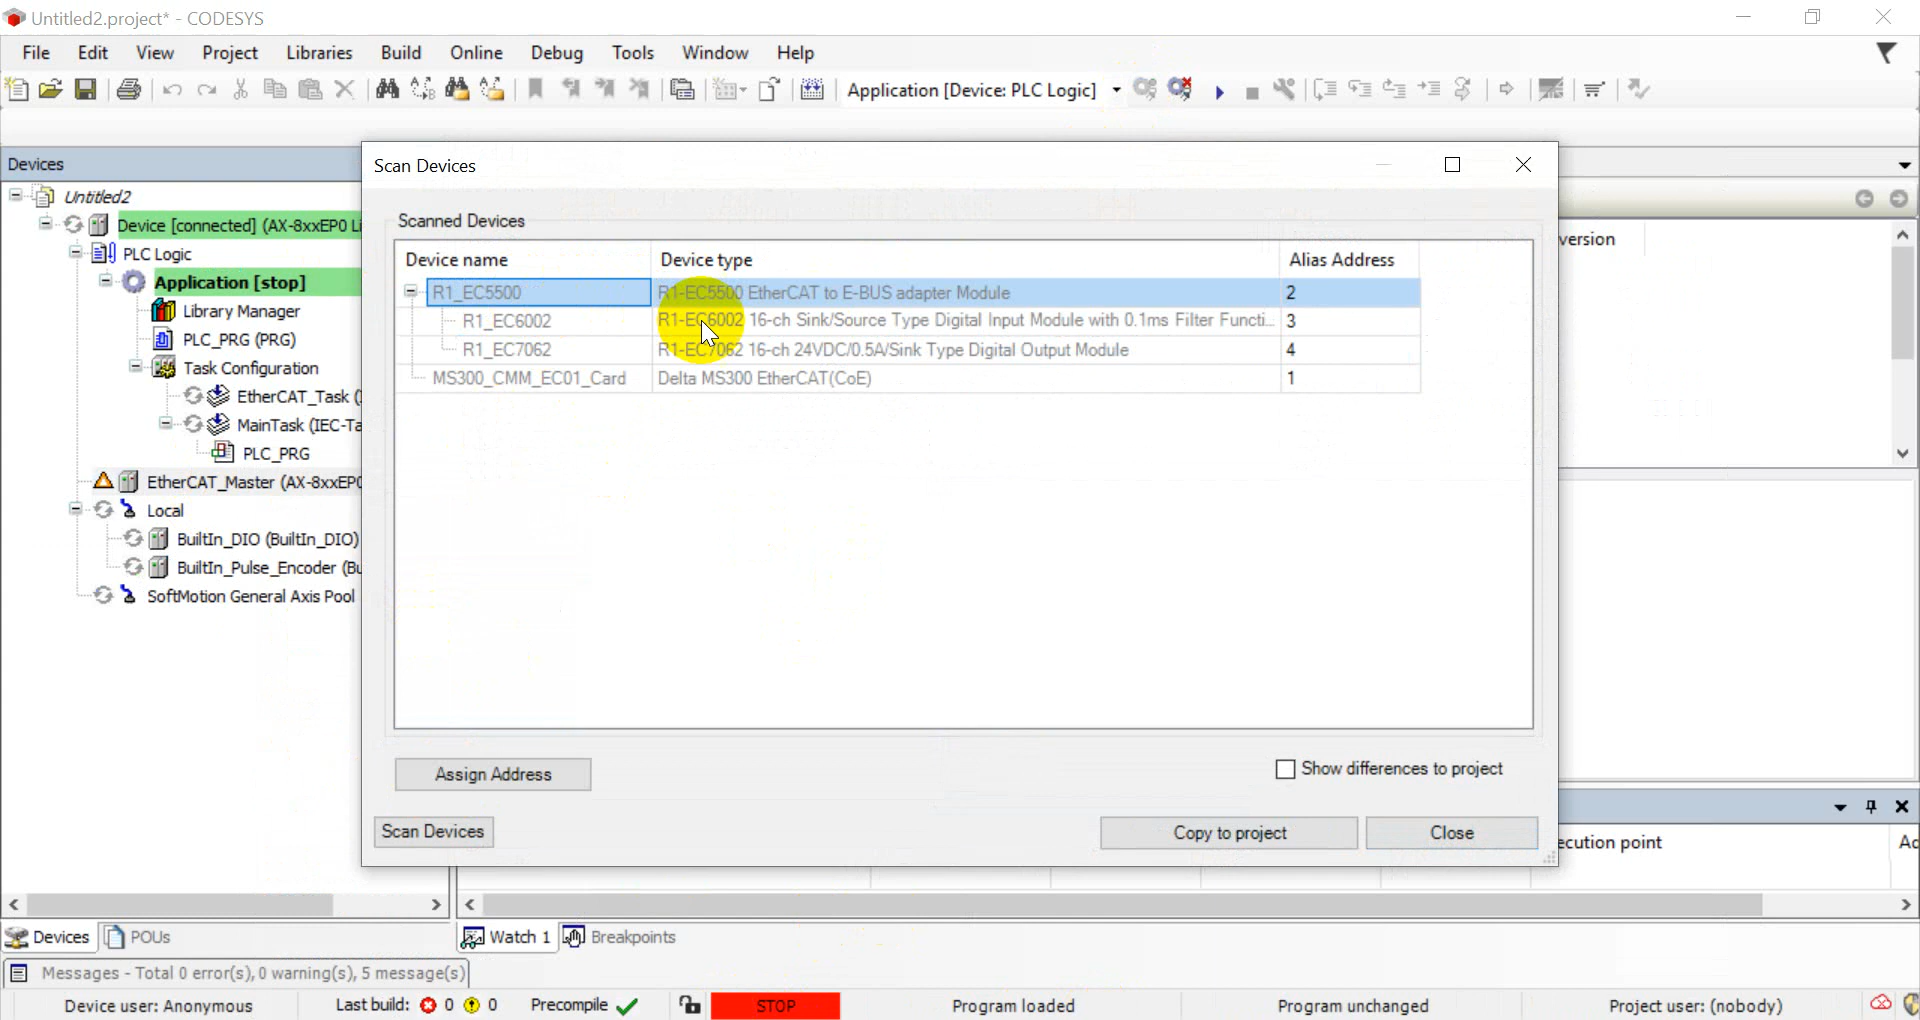 Untitled2.project* - CODESYS
File Edit View Project Libraries Build Online Debug Tools Window Help
Application [Device: PLC Logic]
Devices
Untitled2
Device [connected] (AX-8xxEP0 Li
PLC Logic
Application [stop]
Library Manager
PLC_PRG (PRG)
Task Configuration
EtherCAT_Task (
MainTask (IEC-Ta
PLC_PRG
EtherCAT_Master (AX-8xxEP0
Local
BuiltIn_DIO (BuiltIn_DIO)
BuiltIn_Pulse_Encoder (Bu
SoftMotion General Axis Pool
Scan Devices
Scanned Devices
Device name Device type Alias Address
R1_EC5500 R1-EC5500 EtherCAT to E-BUS adapter Module 2
R1_EC6002 R1-EC6002 16-ch Sink/Source Type Digital Input Module with 0.1ms Filter Functi... 3
R1_EC7062 R1-EC7062 16-ch 24VDC/0.5A/Sink Type Digital Output Module 4
MS300_CMM_EC01_Card Delta MS300 EtherCAT(CoE) 1
Assign Address
Show differences to project
Scan Devices
Copy to project
Close
version
ecution point
Ad
Devices POUs
Watch 1 Breakpoints
Messages - Total 0 error(s), 0 warning(s), 5 message(s)
Device user: Anonymous Last build: 0 0 Precompile STOP Program loaded Program unchanged Project user: (nobody)